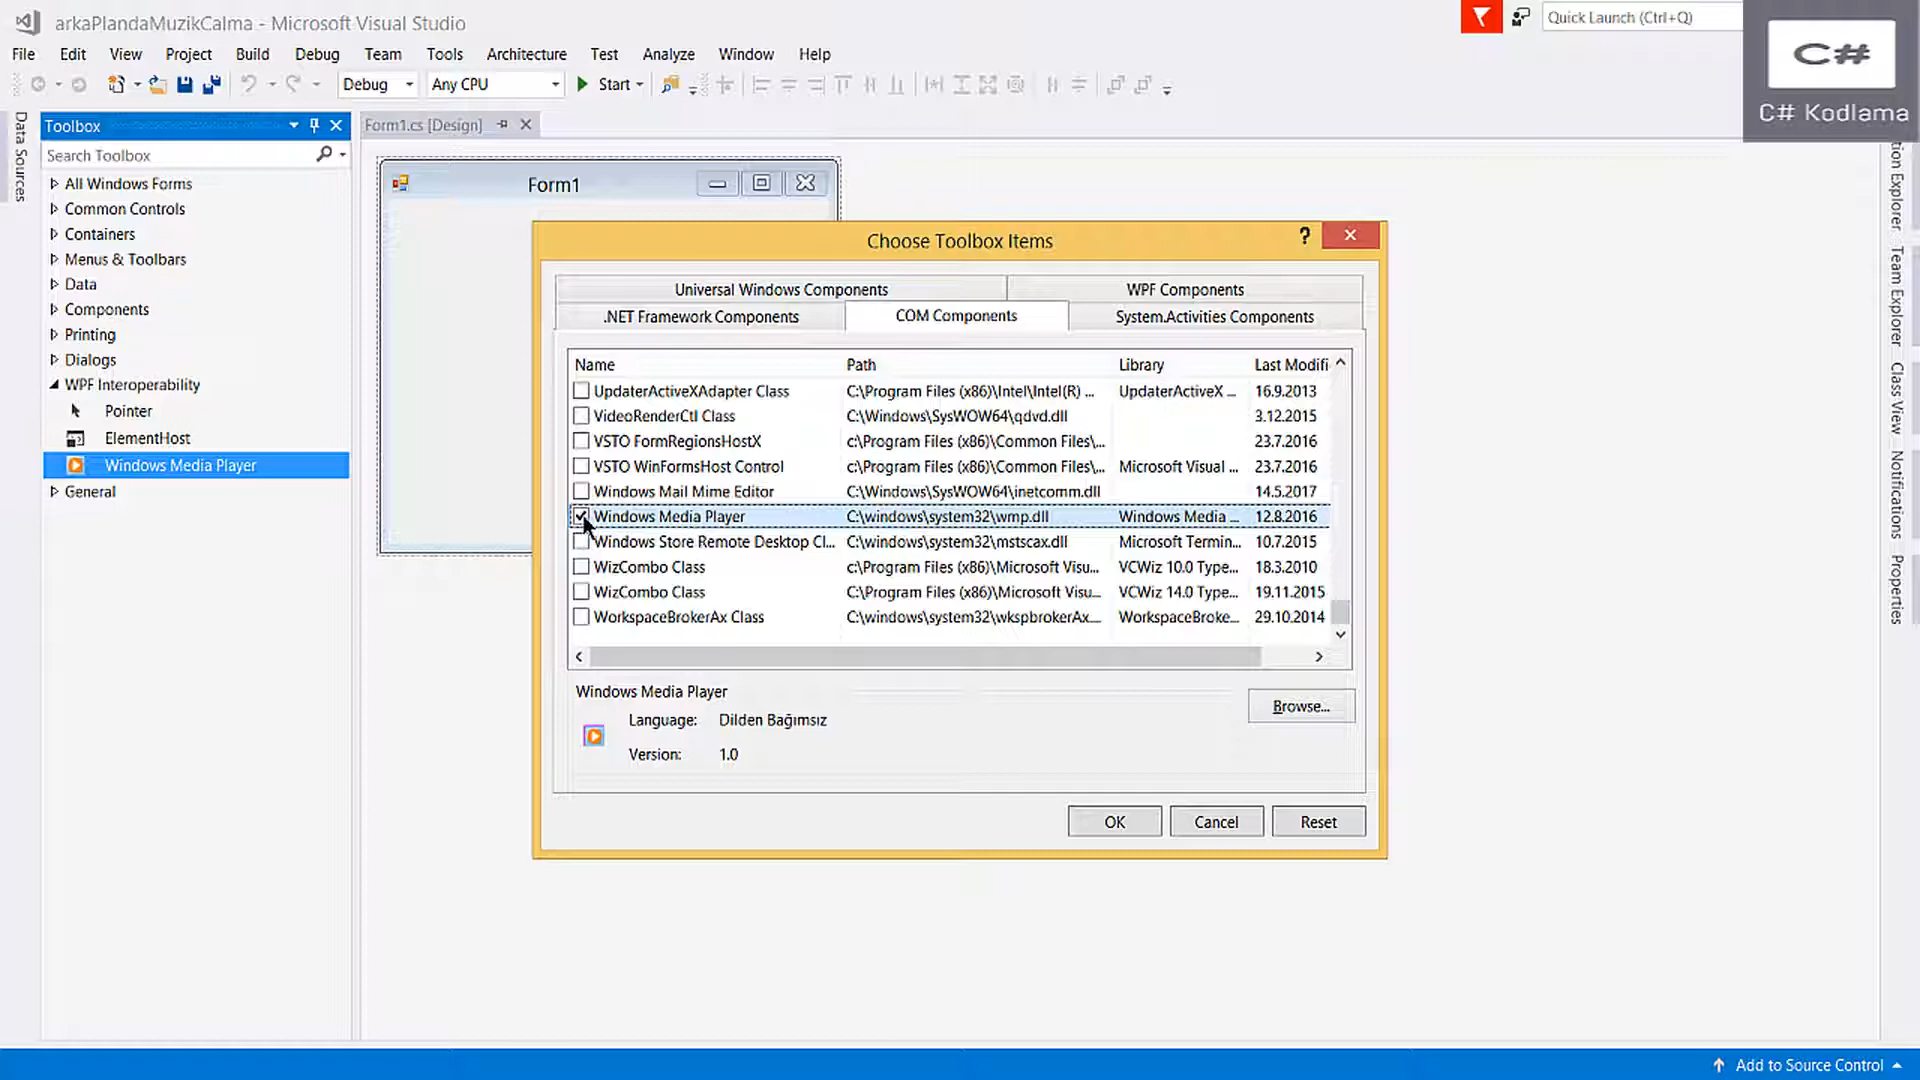 arkaPlandaMuzikCalma - Microsoft Visual Studio
Quick Launch (Ctrl+Q)
C#
C# Kodlama
File Edit View Project Build Debug Team Tools Architecture Test Analyze Window Help
Debug Any CPU Start
Data Sources
Toolbox
Form1.cs [Design]
Search Toolbox
All Windows Forms
Common Controls
Containers
Menus & Toolbars
Data
Components
Printing
Dialogs
WPF Interoperability
Pointer
ElementHost
Windows Media Player
General
Form1
Choose Toolbox Items
?
Universal Windows Components WPF Components
.NET Framework Components COM Components System.Activities Components
Name Path Library Last Modifi
UpdaterActiveXAdapter Class C:\Program Files (x86)\Intel\Intel(R) ... UpdaterActiveX ... 16.9.2013
VideoRenderCtl Class C:\Windows\SysWOW64\qdvd.dll 3.12.2015
VSTO FormRegionsHostX c:\Program Files (x86)\Common Files\... 23.7.2016
VSTO WinFormsHost Control c:\Program Files (x86)\Common Files\... Microsoft Visual ... 23.7.2016
Windows Mail Mime Editor C:\Windows\SysWOW64\inetcomm.dll 14.5.2017
Windows Media Player C:\windows\system32\wmp.dll Windows Media ... 12.8.2016
Windows Store Remote Desktop Cl... C:\windows\system32\mstscax.dll Microsoft Termin... 10.7.2015
WizCombo Class c:\Program Files (x86)\Microsoft Visu... VCWiz 10.0 Type... 18.3.2010
WizCombo Class C:\Program Files (x86)\Microsoft Visu... VCWiz 14.0 Type... 19.11.2015
WorkspaceBrokerAx Class C:\windows\system32\wkspbrokerAx.... WorkspaceBroke... 29.10.2014
Windows Media Player
Language: Dilden Bağımsız
Version: 1.0
Browse...
OK Cancel Reset
tion Explorer
Team Explorer
Class View
Notifications
Properties
Add to Source Control